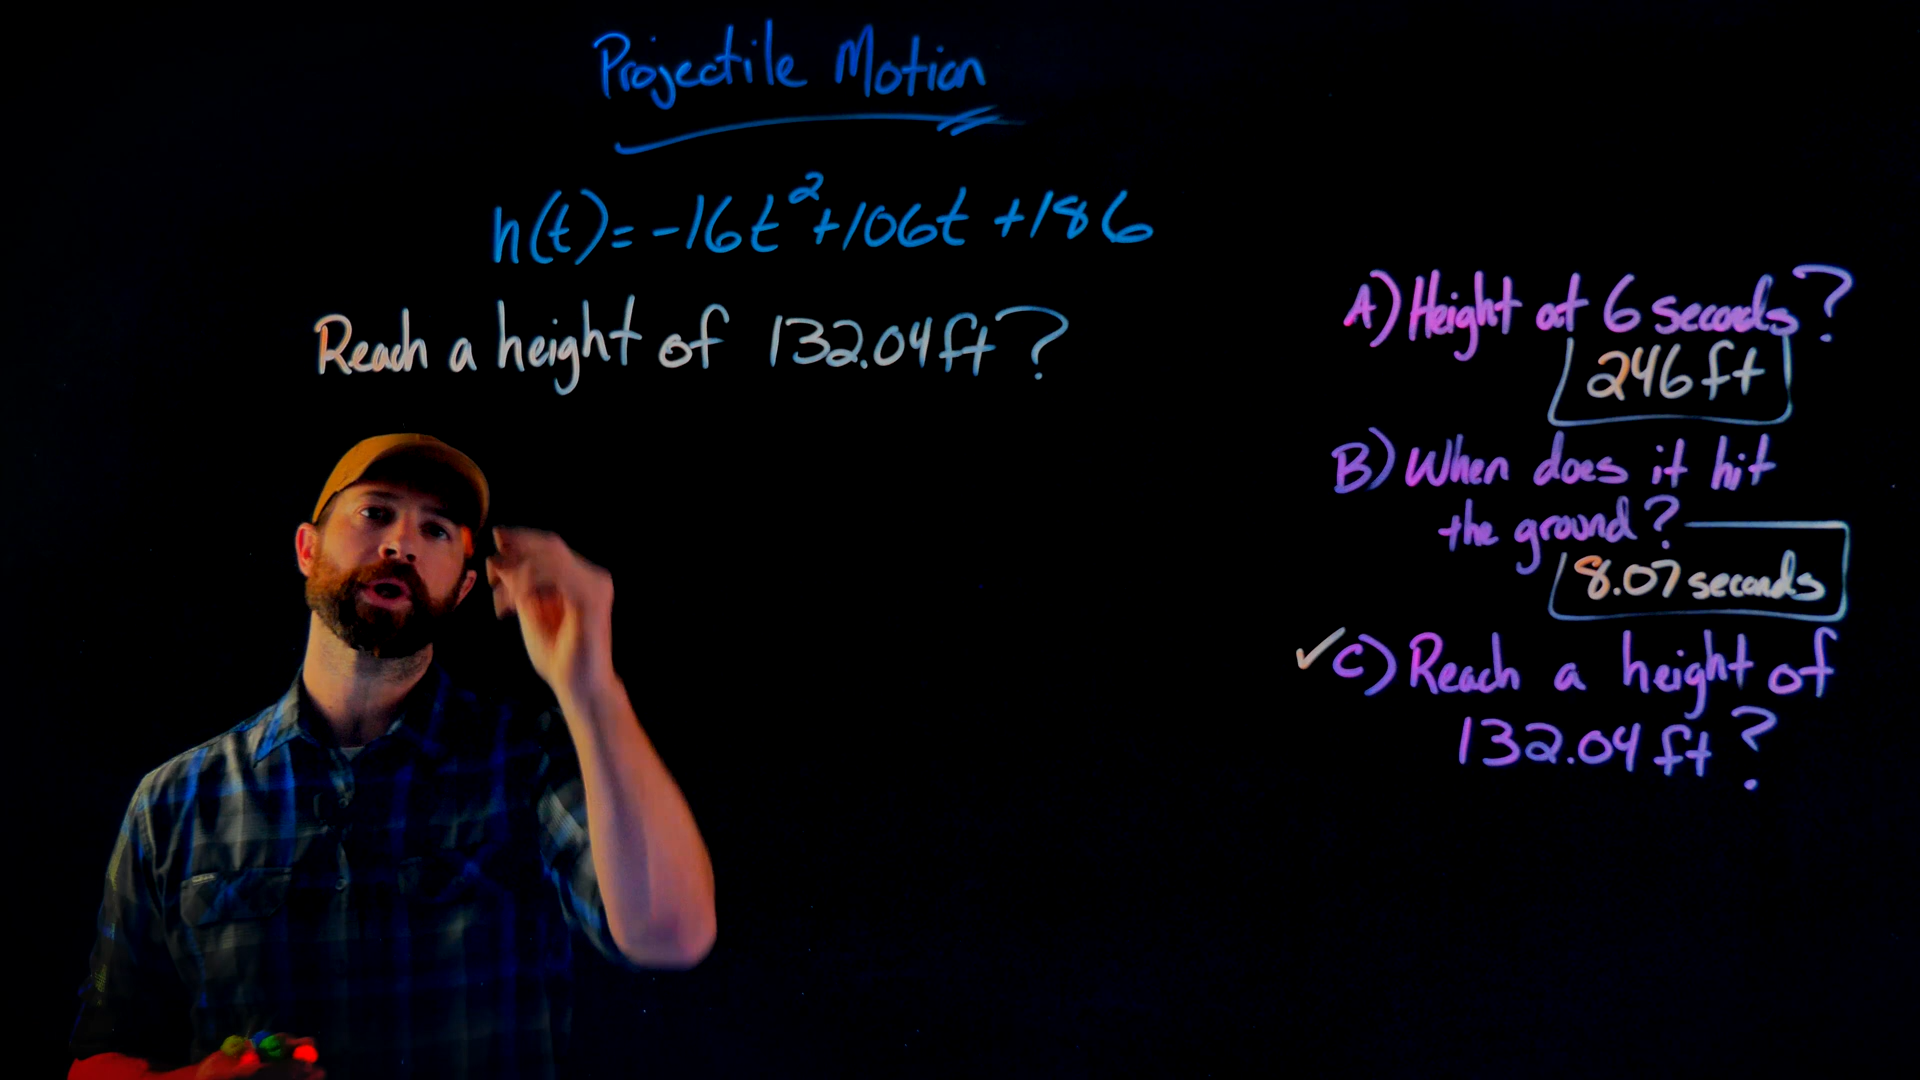 Projectile Motion
h(t)=-16t²+106t+186
Reach a height of 132.04ft?
A) Height at 6 seconds?
246ft
B) When does it hit
the ground?
8.07 seconds
✓C) Reach a height of
132.04 ft?